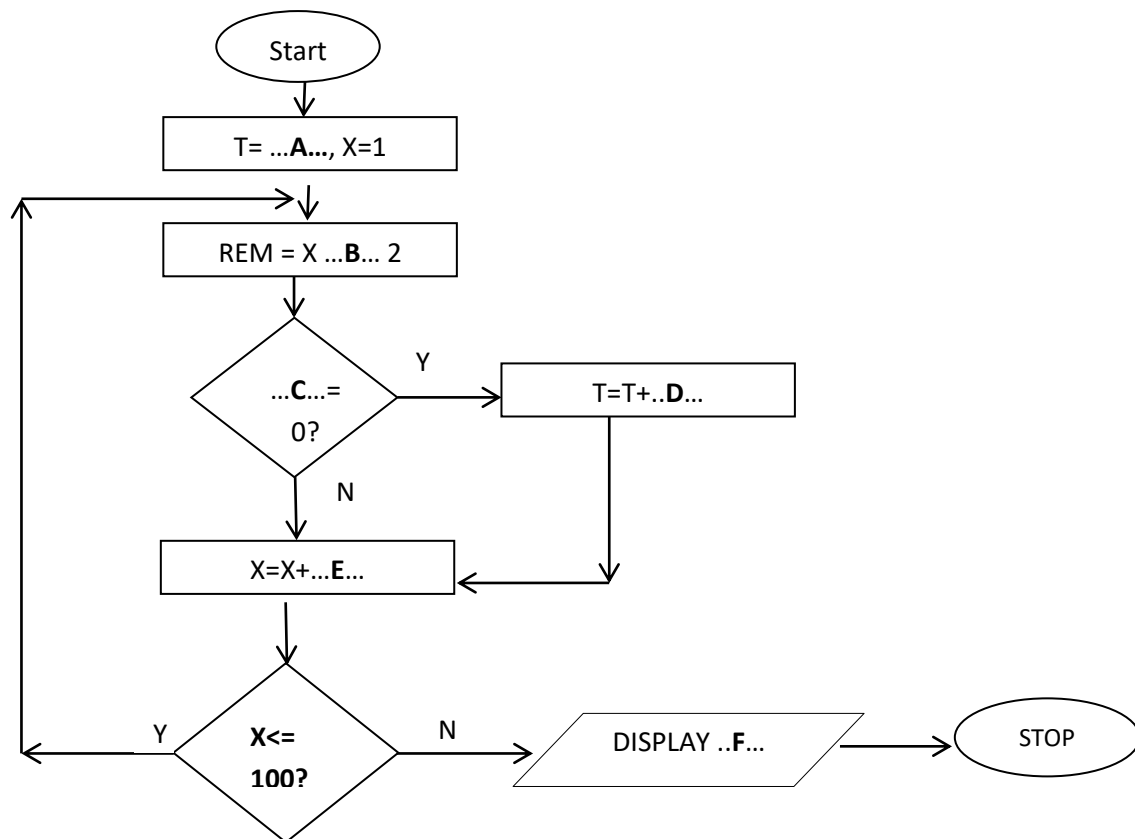 Start
T= ...A..., X=1
REM = X ...B... 2
Y
...C...=
0?
T=T+..D...
N
X=X+...E...
Y
X<=
100?
N
DISPLAY ..F...
STOP